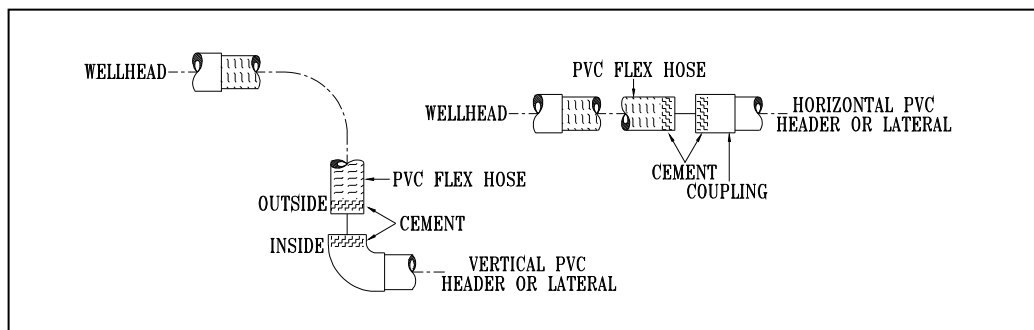 WELLHEAD
PVC FLEX HOSE
OUTSIDE
CEMENT
INSIDE
VERTICAL PVC
HEADER OR LATERAL
PVC FLEX HOSE
WELLHEAD
HORIZONTAL PVC
HEADER OR LATERAL
CEMENT
COUPLING